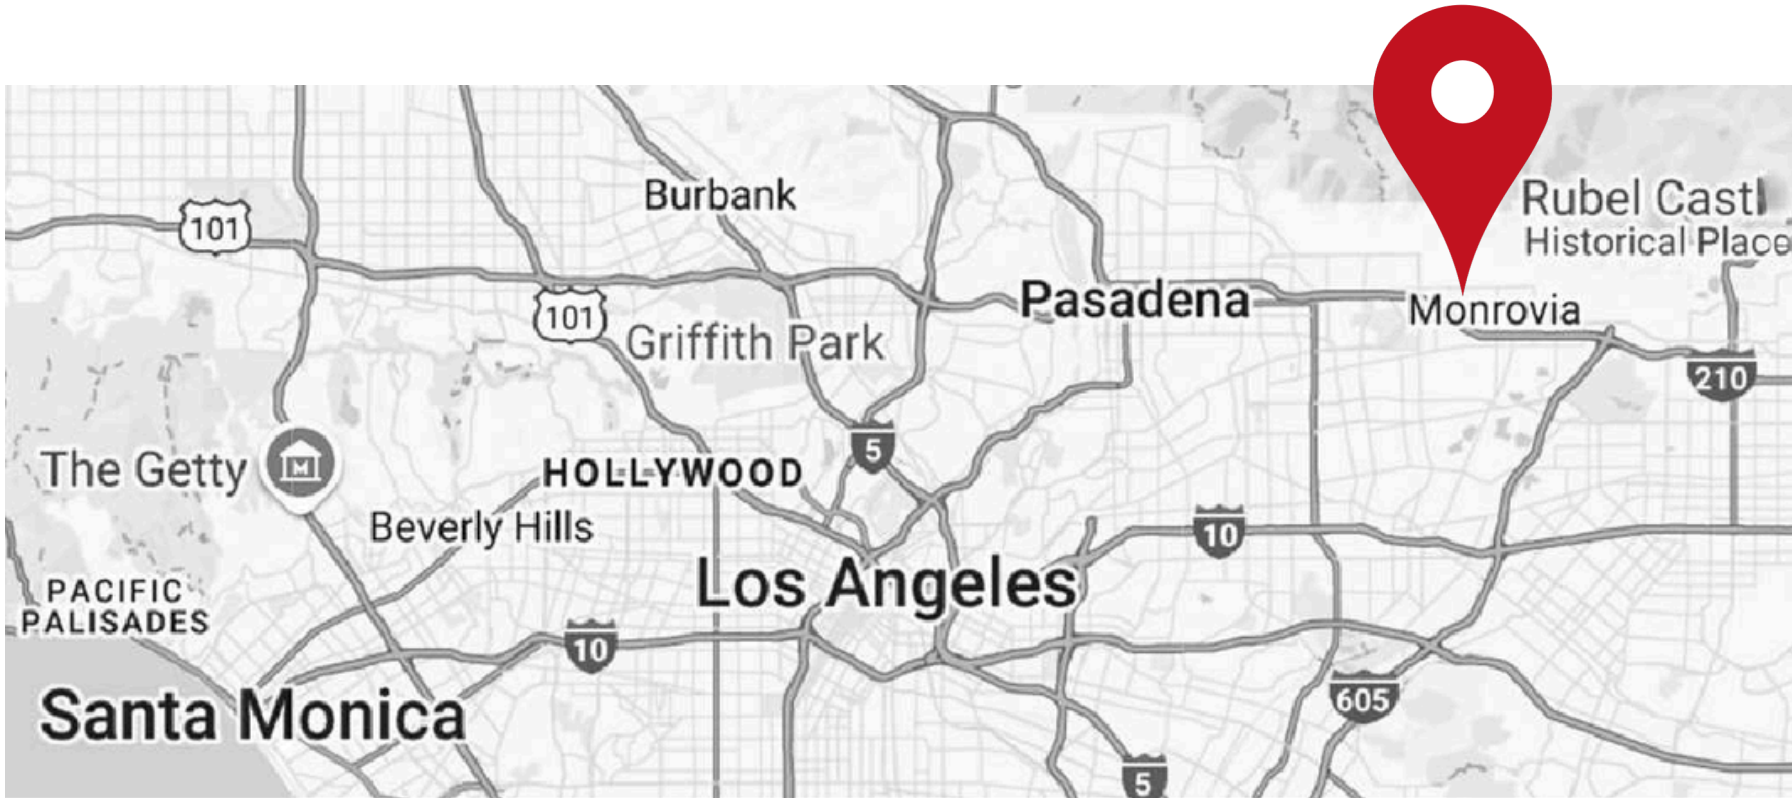 Burbank
Rubel Castl
Historical Place
101
Pasadena
Monrovia
101
Griffith Park
210
5
The Getty
M
HOLLYWOOD
Beverly Hills
10
Los Angeles
PACIFIC
PALISADES
10
Santa Monica
605
5